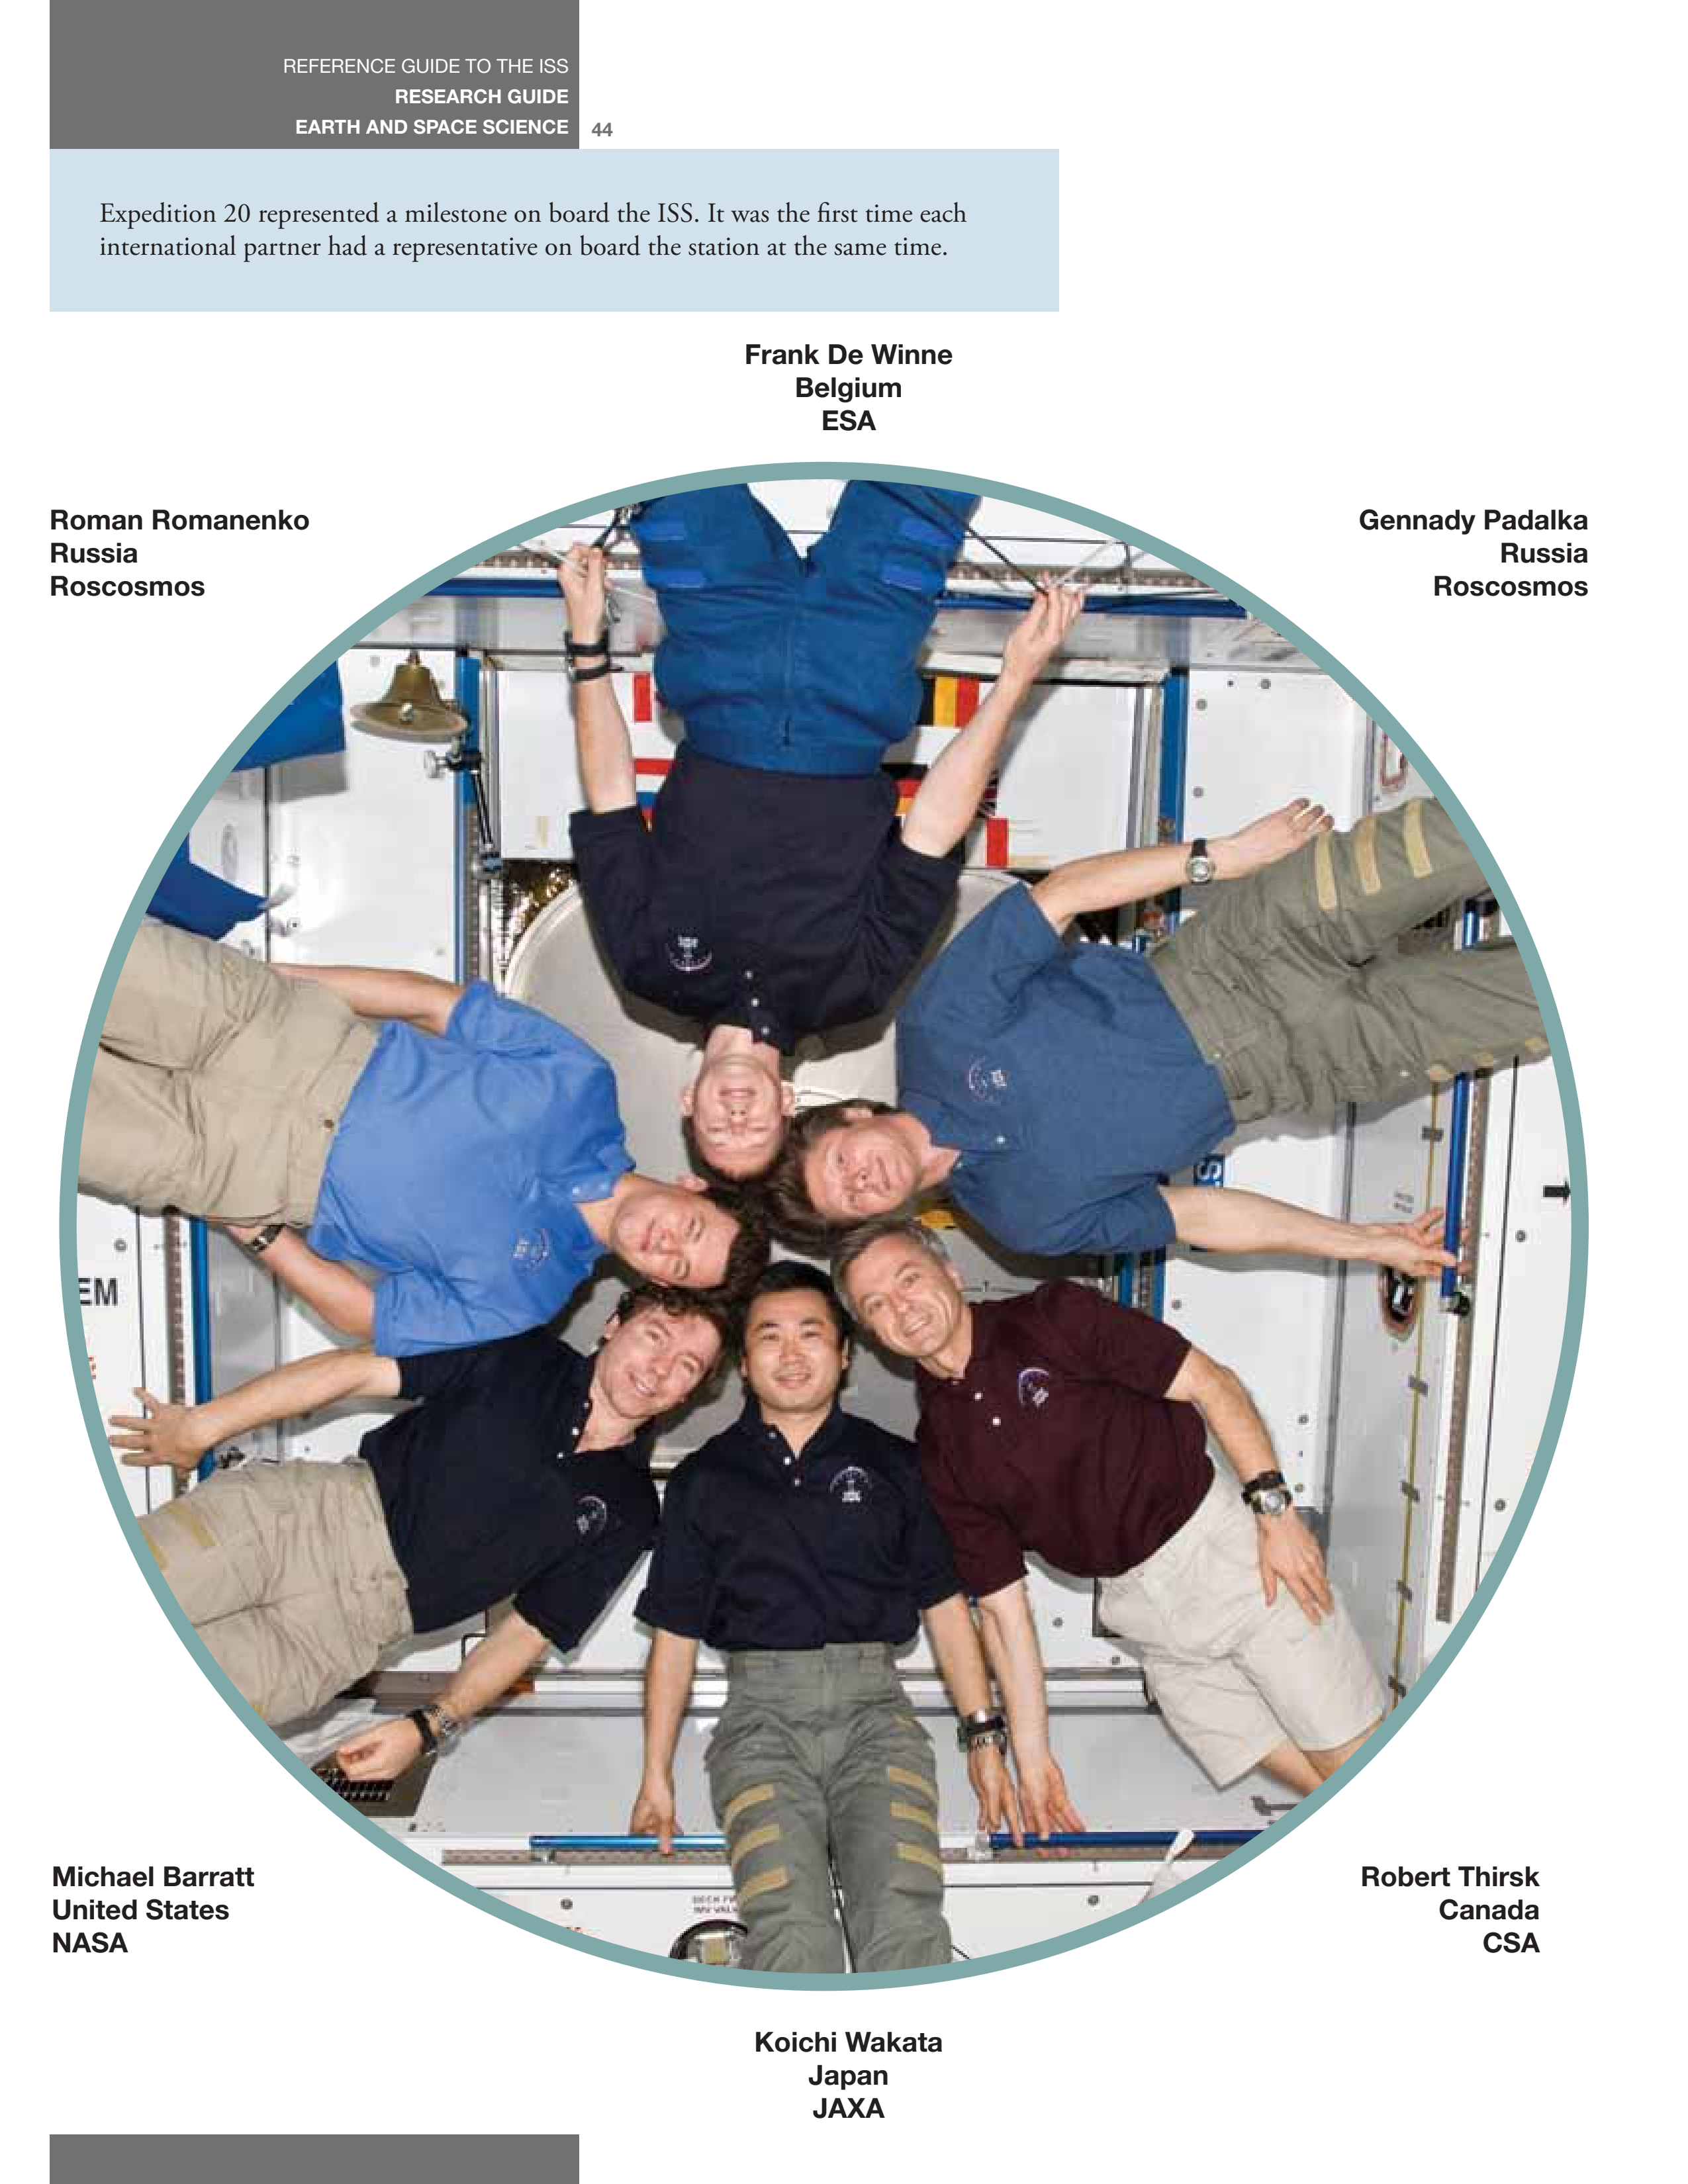 REFERENCE GUIDE TO THE ISS
RESEARCH GUIDE
EARTH AND SPACE SCIENCE
44
Expedition 20 represented a milestone on board the ISS. It was the first time each
international partner had a representative on board the station at the same time.
Frank De Winne
Belgium
ESA
Roman Romanenko
Russia
Roscosmos
Gennady Padalka
Russia
Roscosmos
EM
Michael Barratt
United States
NASA
Robert Thirsk
Canada
CSA
Koichi Wakata
Japan
JAXA